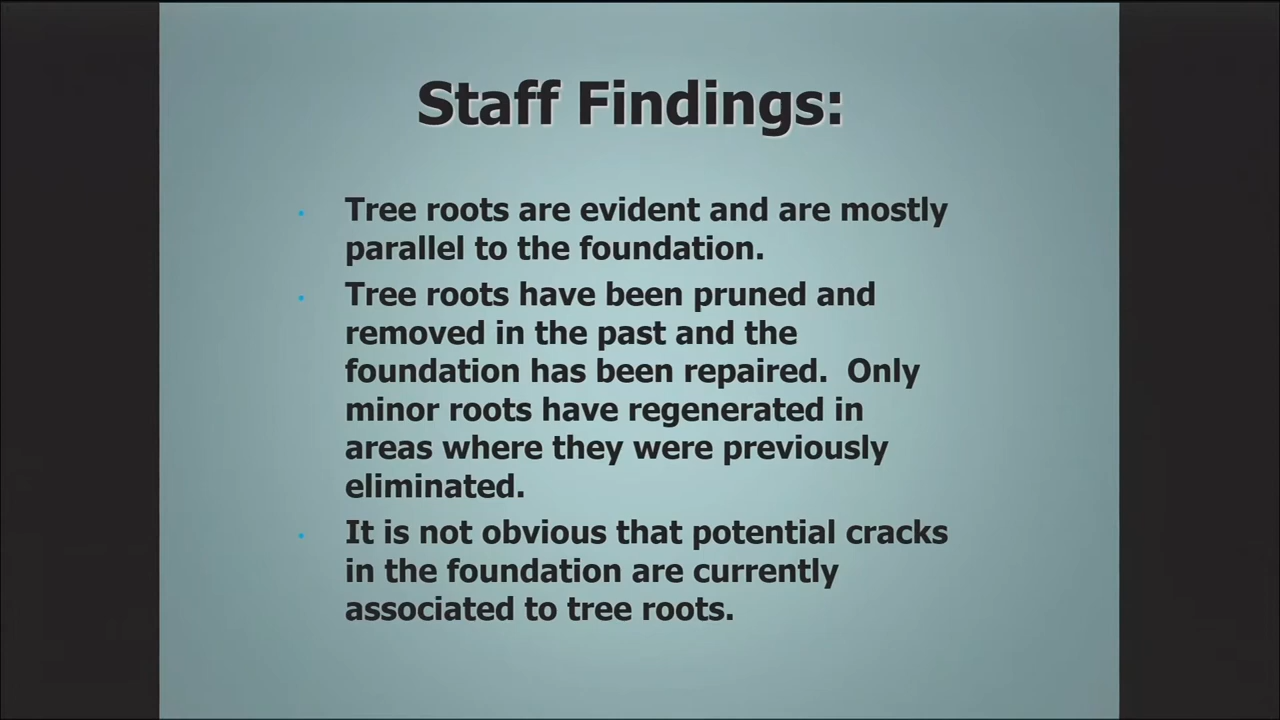 Staff Findings:
Tree roots are evident and are mostly
parallel to the foundation.
Tree roots have been pruned and
removed in the past and the
foundation has been repaired.  Only
minor roots have regenerated in
areas where they were previously
eliminated.
It is not obvious that potential cracks
in the foundation are currently
associated to tree roots.